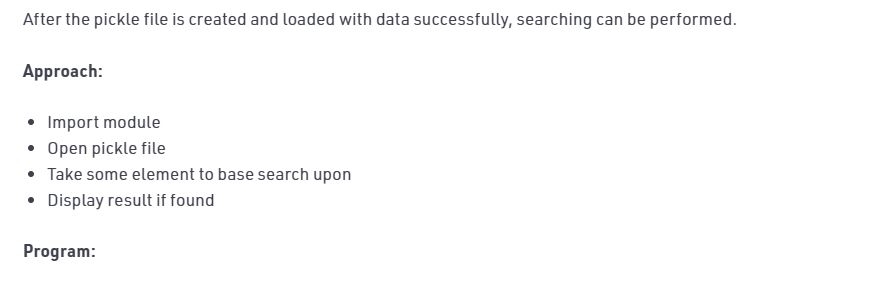 After the pickle file is created and loaded with data successfully, searching can be performed.
Approach:
• Import module
• Open pickle file
• Take some element to base search upon
• Display result if found
Program: